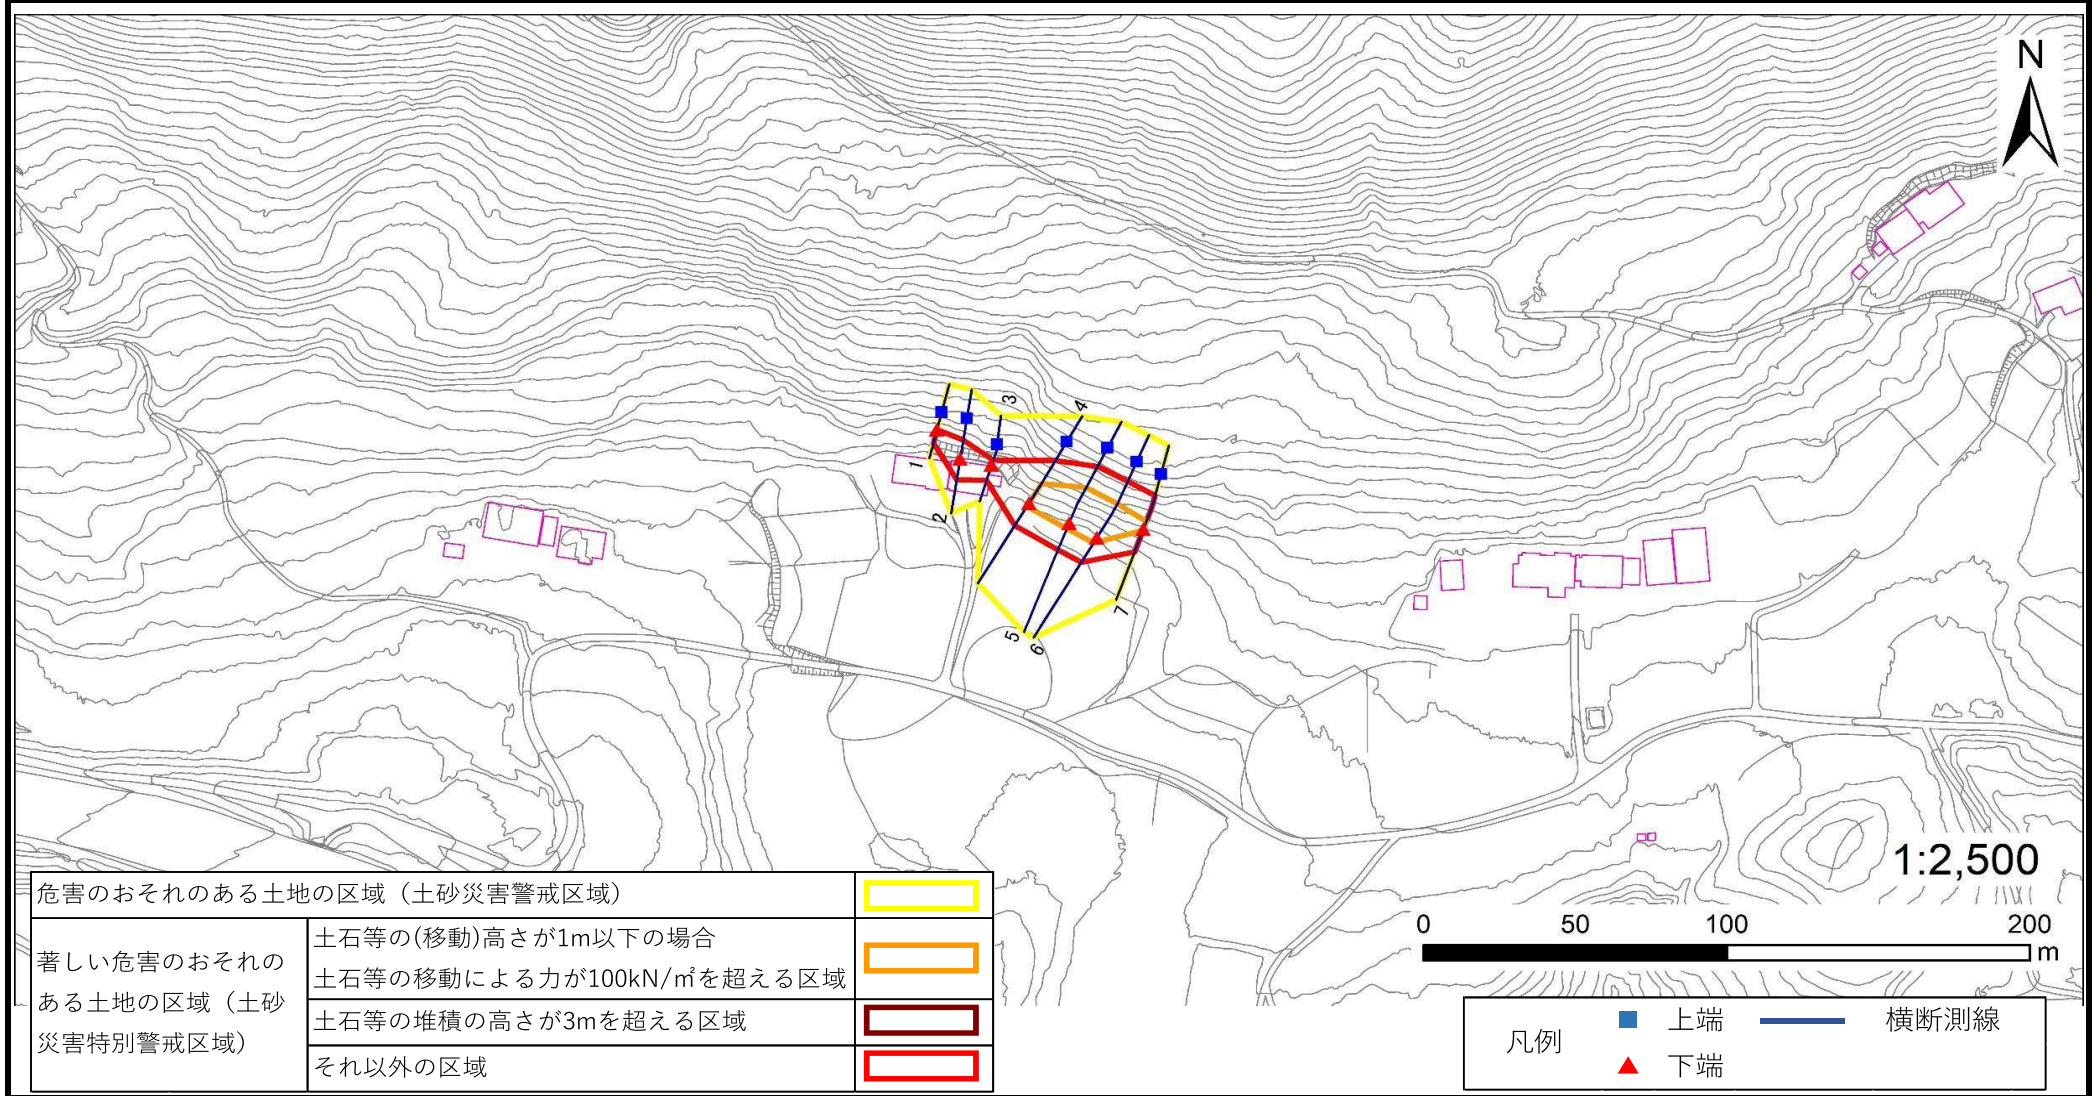 N
3
4
1
2
7
5
6
1:2,500
0 50 100 200
m
危害のおそれのある土地の区域（土砂災害警戒区域）
著しい危害のおそれの
ある土地の区域（土砂
災害特別警戒区域）
土石等の(移動)高さが1m以下の場合
土石等の移動による力が100kN/㎡を超える区域
土石等の堆積の高さが3mを超える区域
それ以外の区域
凡例
上端
横断測線
下端